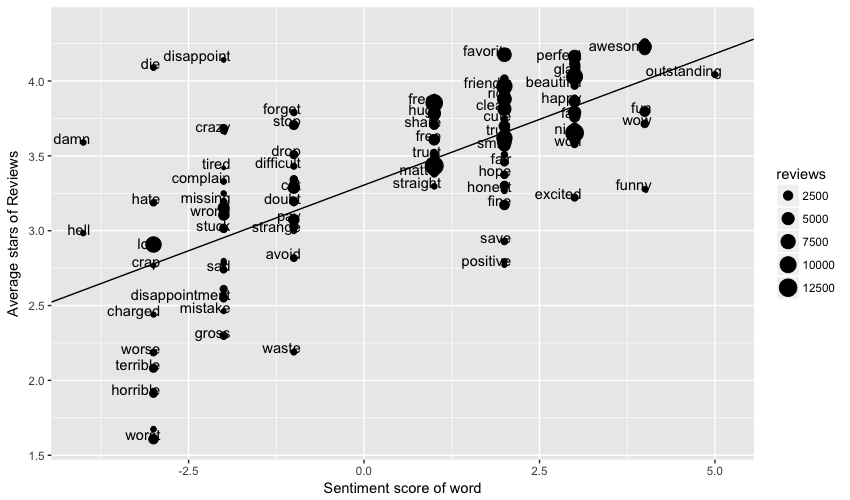 die
disappoint
favorite
perfect
awesome
outstanding
4.0
forget
stop
crazy
damn
free
share
clean
cute
friendly
beautiful
happy
fun
wow
3.5
drop
difficult
tired
complain
trust
straight
fair
hope
honest
fine
nice
won
excited
funny
hate
missing
wrong
stuck
doubt
pay
strange
3.0
hell
crap
sad
avoid
save
positive
2.5
charged
disappointment
mistake
gross
waste
worse
terrible
2.0
horrible
worst
1.5
-2.5
0.0
2.5
5.0
Sentiment score of word
Average stars of Reviews
reviews
2500
5000
7500
10000
12500